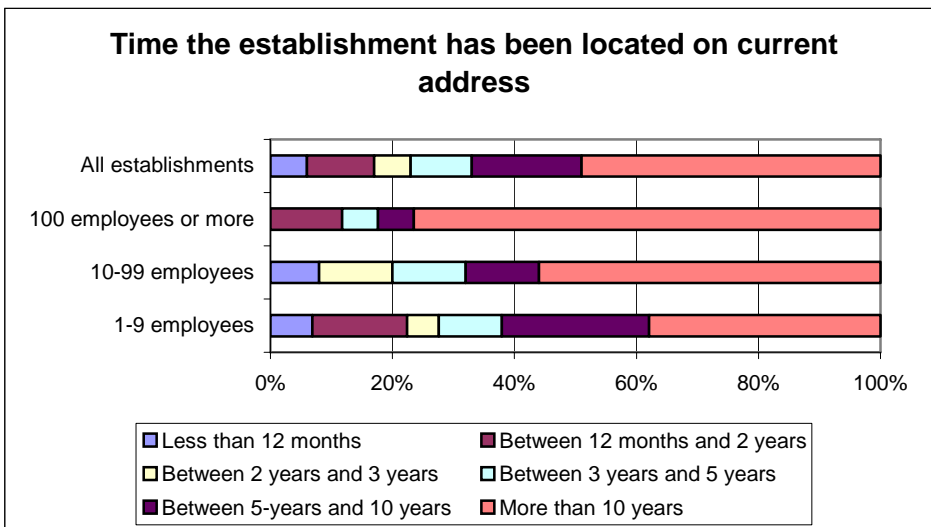 Time the establishment has been located on current
address
All establishments
100 employees or more
10-99 employees
1-9 employees
0% 20% 40% 60% 80% 100%
Less than 12 months Between 12 months and 2 years
Between 2 years and 3 years Between 3 years and 5 years
Between 5-years and 10 years More than 10 years